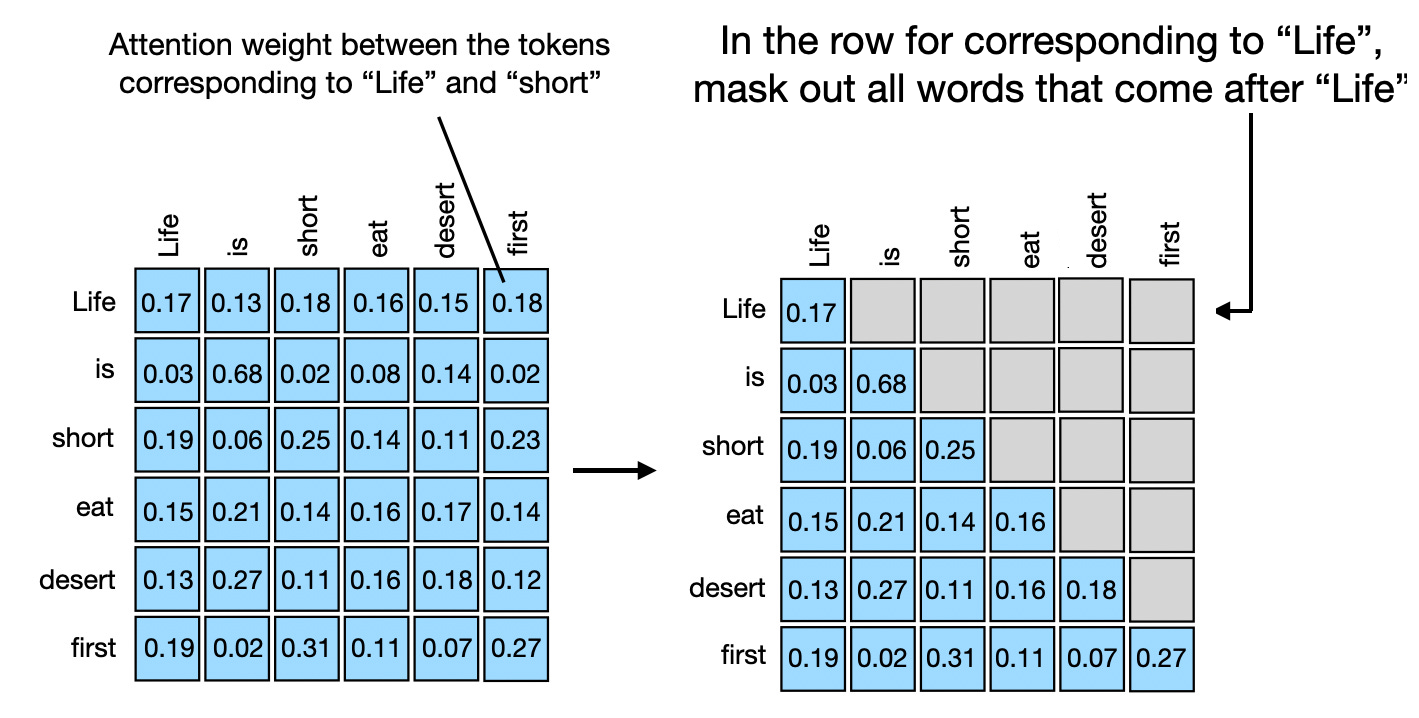 Attention weight between the tokens
corresponding to “Life” and “short”
In the row for corresponding to “Life”,
mask out all words that come after “Life”
Life is short eat desert first
Life 0.17 0.13 0.18 0.16 0.15 0.18
is 0.03 0.68 0.02 0.08 0.14 0.02
short 0.19 0.06 0.25 0.14 0.11 0.23
eat 0.15 0.21 0.14 0.16 0.17 0.14
desert 0.13 0.27 0.11 0.16 0.18 0.12
first 0.19 0.02 0.31 0.11 0.07 0.27
Life is short eat desert first
Life 0.17
is 0.03 0.68
short 0.19 0.06 0.25
eat 0.15 0.21 0.14 0.16
desert 0.13 0.27 0.11 0.16 0.18
first 0.19 0.02 0.31 0.11 0.07 0.27